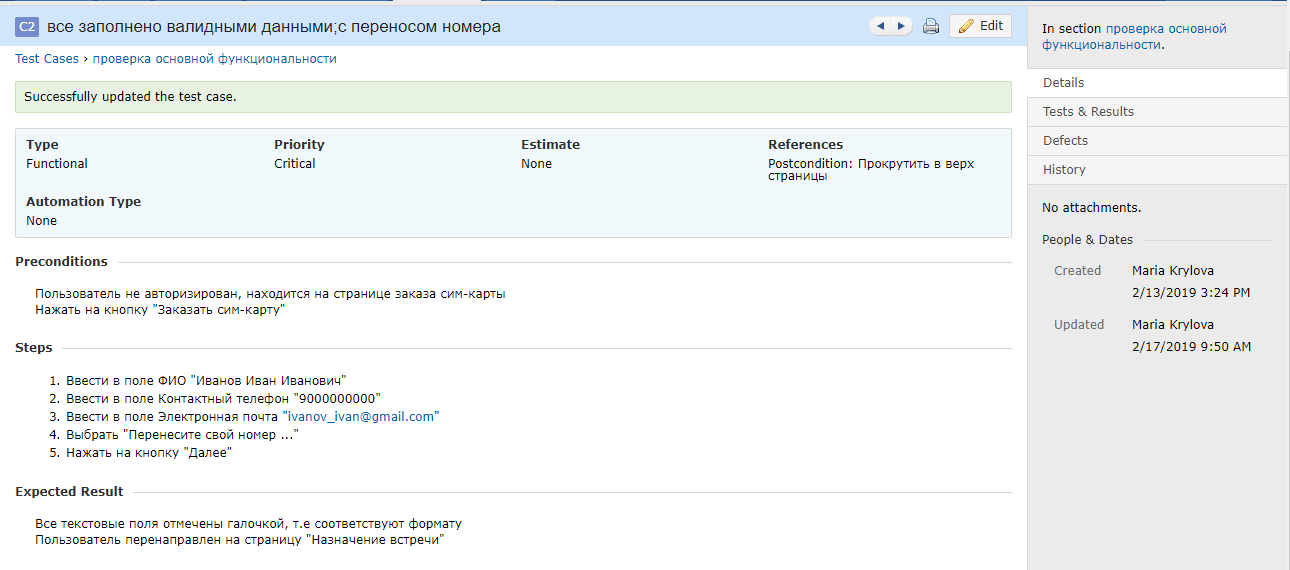 C2 все заполнено валидными данными;с переносом номера
Edit
Test Cases › проверка основной функциональности
Successfully updated the test case.
Type
Functional
Priority
Critical
Estimate
None
References
Postcondition: Прокрутить в верх
страницы
Automation Type
None
Preconditions
Пользователь не авторизирован, находится на странице заказа сим-карты
Нажать на кнопку "Заказать сим-карту"
Steps
1. Ввести в поле ФИО "Иванов Иван Иванович"
2. Ввести в поле Контактный телефон "9000000000"
3. Ввести в поле Электронная почта "ivanov_ivan@gmail.com"
4. Выбрать "Перенесите свой номер ..."
5. Нажать на кнопку "Далее"
Expected Result
Все текстовые поля отмечены галочкой, т.е соответствуют формату
Пользователь перенаправлен на страницу "Назначение встречи"
In section проверка основной
функциональности.
Details
Tests & Results
Defects
History
No attachments.
People & Dates
Created Maria Krylova
2/13/2019 3:24 PM
Updated Maria Krylova
2/17/2019 9:50 AM